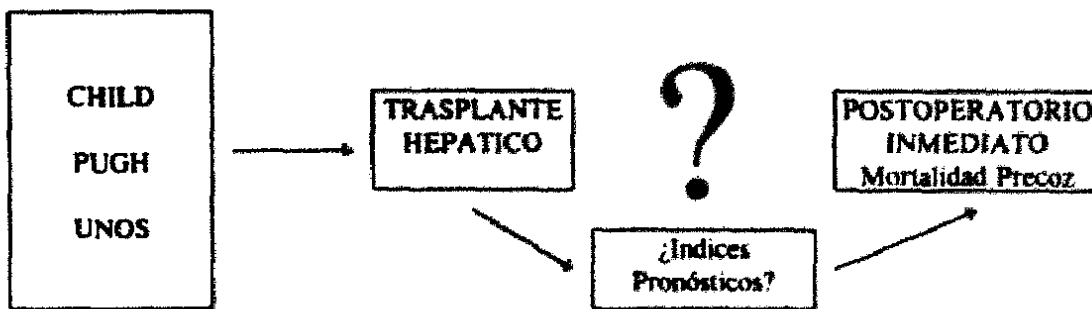 CHILD
PUGH
UNOS
TRASPLANTE
HEPATICO
?
¿Indices
Pronósticos?
POSTOPERATORIO
INMEDIATO
Mortalidad Precoz